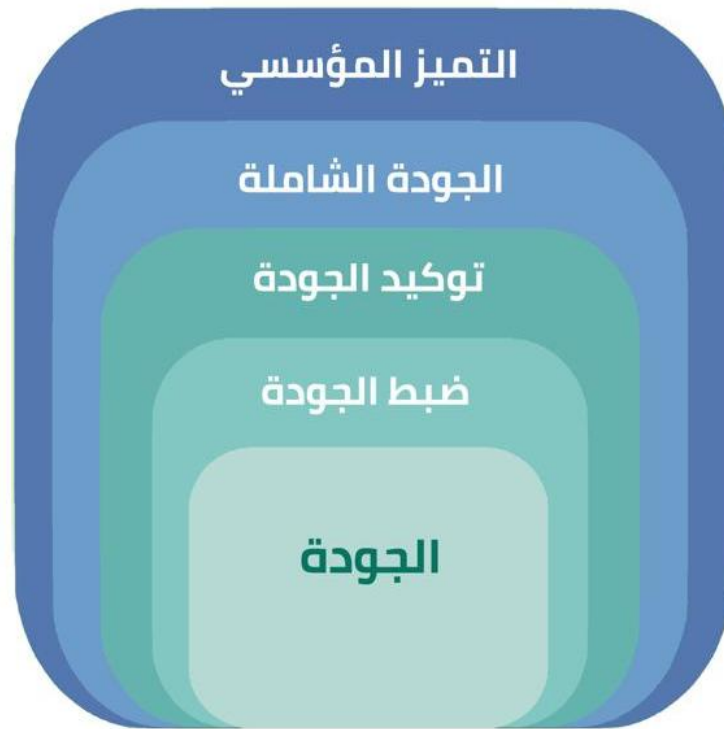 التميز المؤسسي
الجودة الشاملة
توكيد الجودة
ضبط الجودة
الجودة